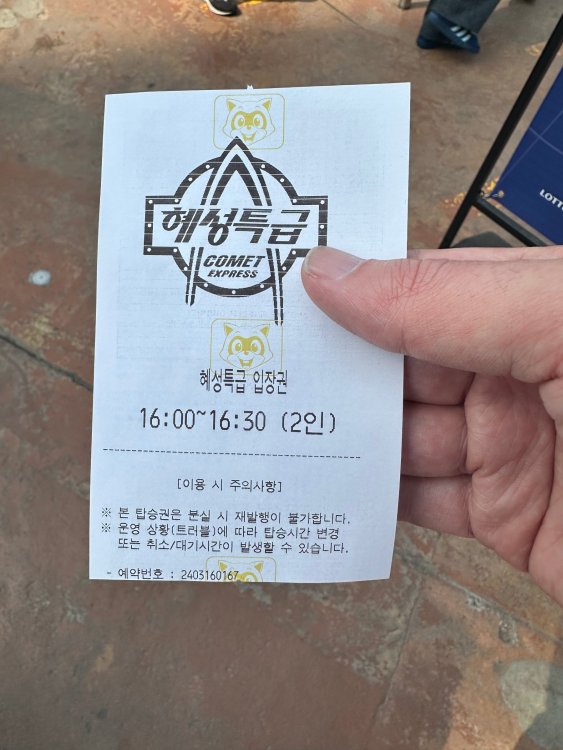 혜성특급
COMET
EXPRESS
혜성특급 입장권
16:00~16:30 (2인)
[이용 시 주의사항]
※ 본 탑승권은 분실 시 재발행이 불가합니다.
※ 운영 상황(트러블)에 따라 탑승시간 변경
또는 취소/대기시간이 발생할 수 있습니다.
- 예약번호 : 2403160167
LOTT